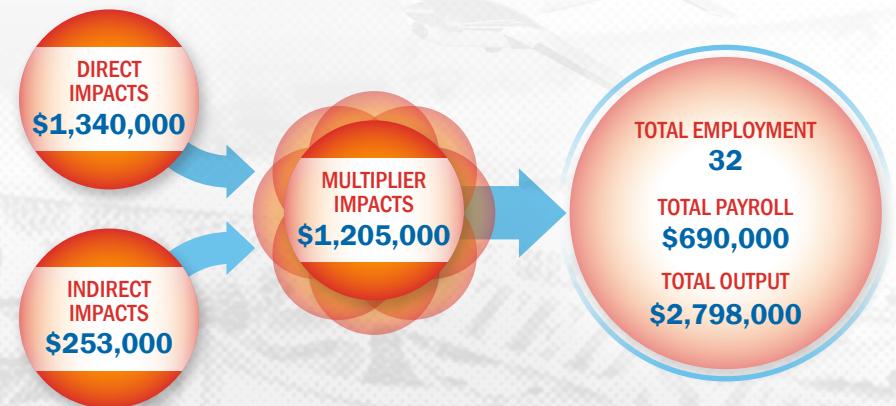 DIRECT
IMPACTS
$1,340,000
INDIRECT
IMPACTS
$253,000
MULTIPLIER
IMPACTS
$1,205,000
TOTAL EMPLOYMENT
32
TOTAL PAYROLL
$690,000
TOTAL OUTPUT
$2,798,000